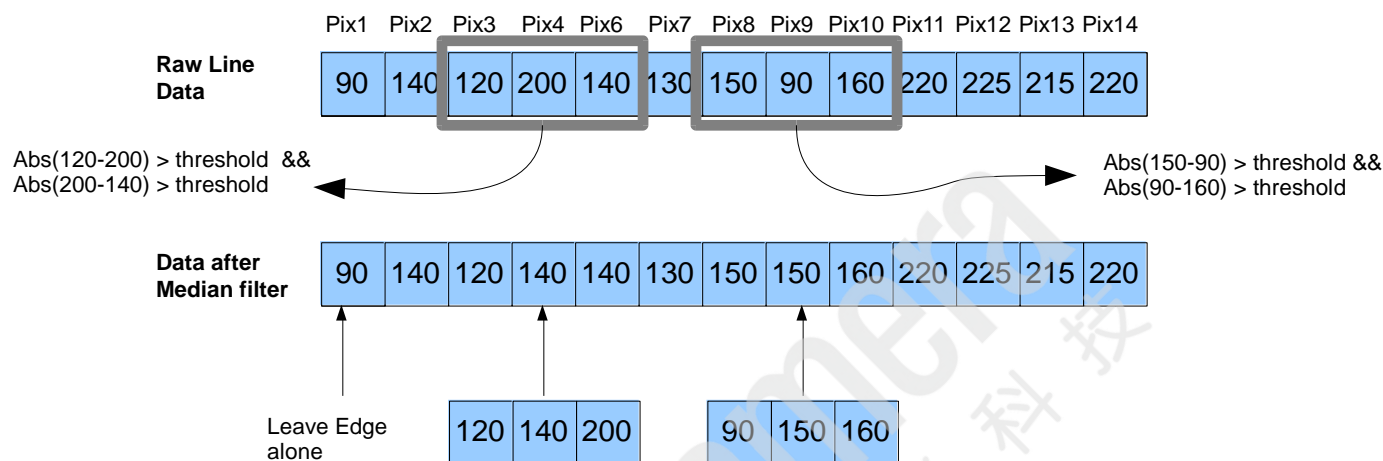 Pix1 Pix2 Pix3 Pix4 Pix6 Pix7 Pix8 Pix9 Pix10 Pix11 Pix12 Pix13 Pix14
Raw Line
Data
90 140 120 200 140 130 150 90 160 220 225 215 220
Abs(120-200) > threshold &&
Abs(200-140) > threshold
Abs(150-90) > threshold &&
Abs(90-160) > threshold
Data after
Median filter
90 140 120 140 140 130 150 150 160 220 225 215 220
Leave Edge
alone
120 140 200
90 150 160
科技